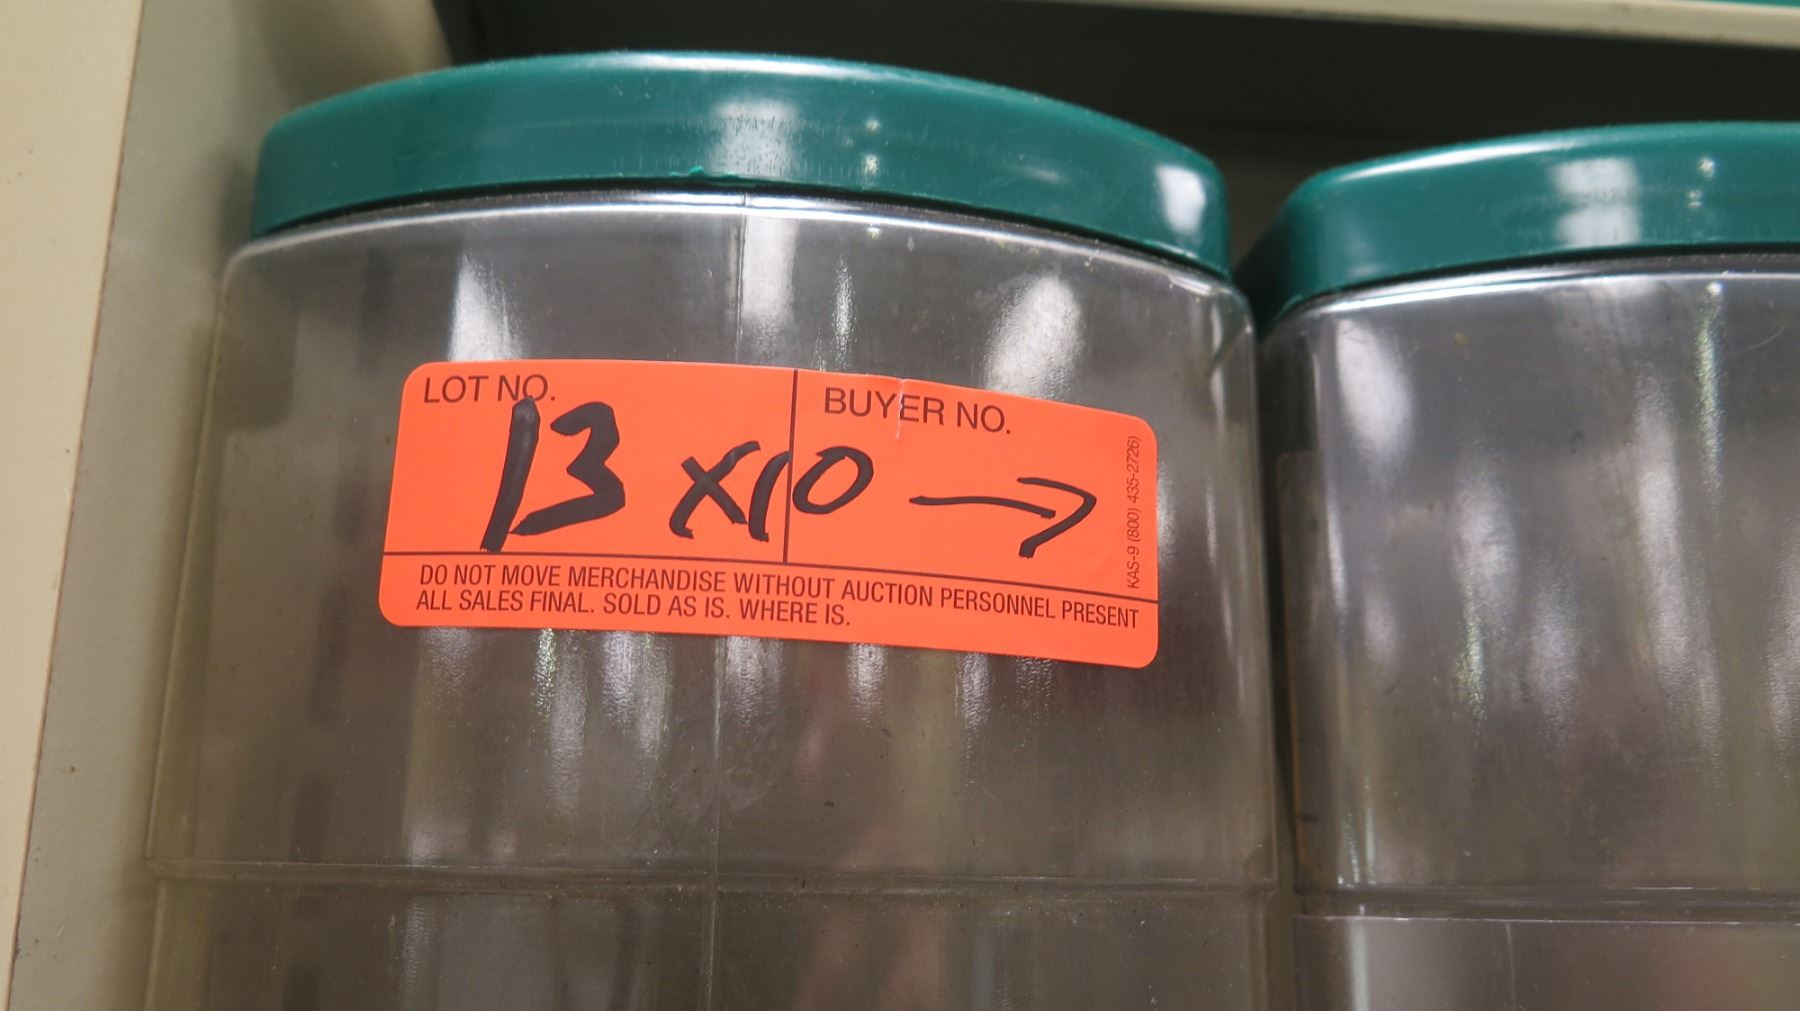 LOT NO.
BUYER NO.
13 x10 →
DO NOT MOVE MERCHANDISE WITHOUT AUCTION PERSONNEL PRESENT
ALL SALES FINAL. SOLD AS IS. WHERE IS.
KAS-9 (800) 435-2726)